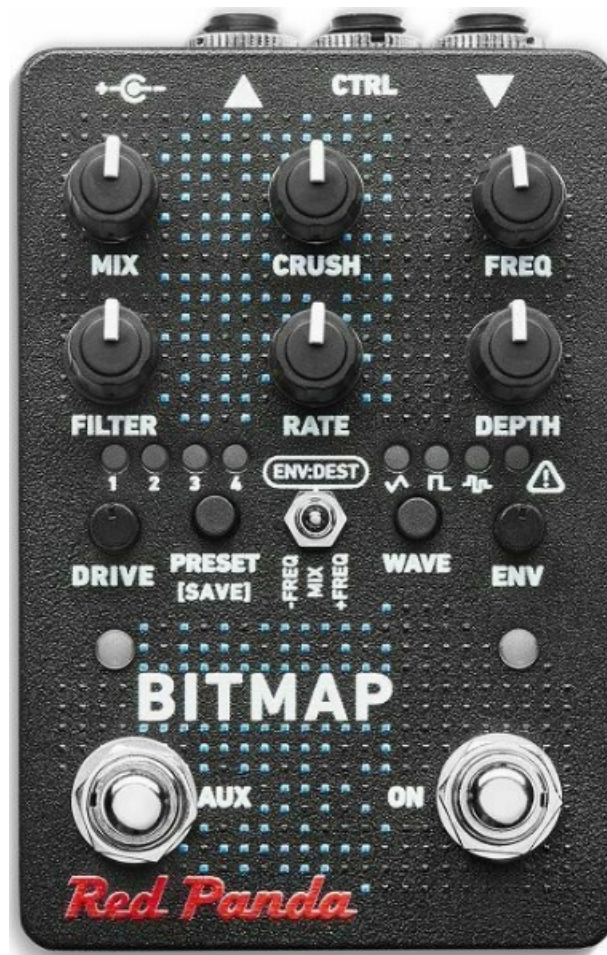 CTRL
MIX CRUSH FREQ
FILTER RATE DEPTH
1 2 3 4 ENV:DEST
DRIVE PRESET [SAVE] -FREQ MIX +FREQ WAVE ENV
BITMAP
AUX ON
Red Panda